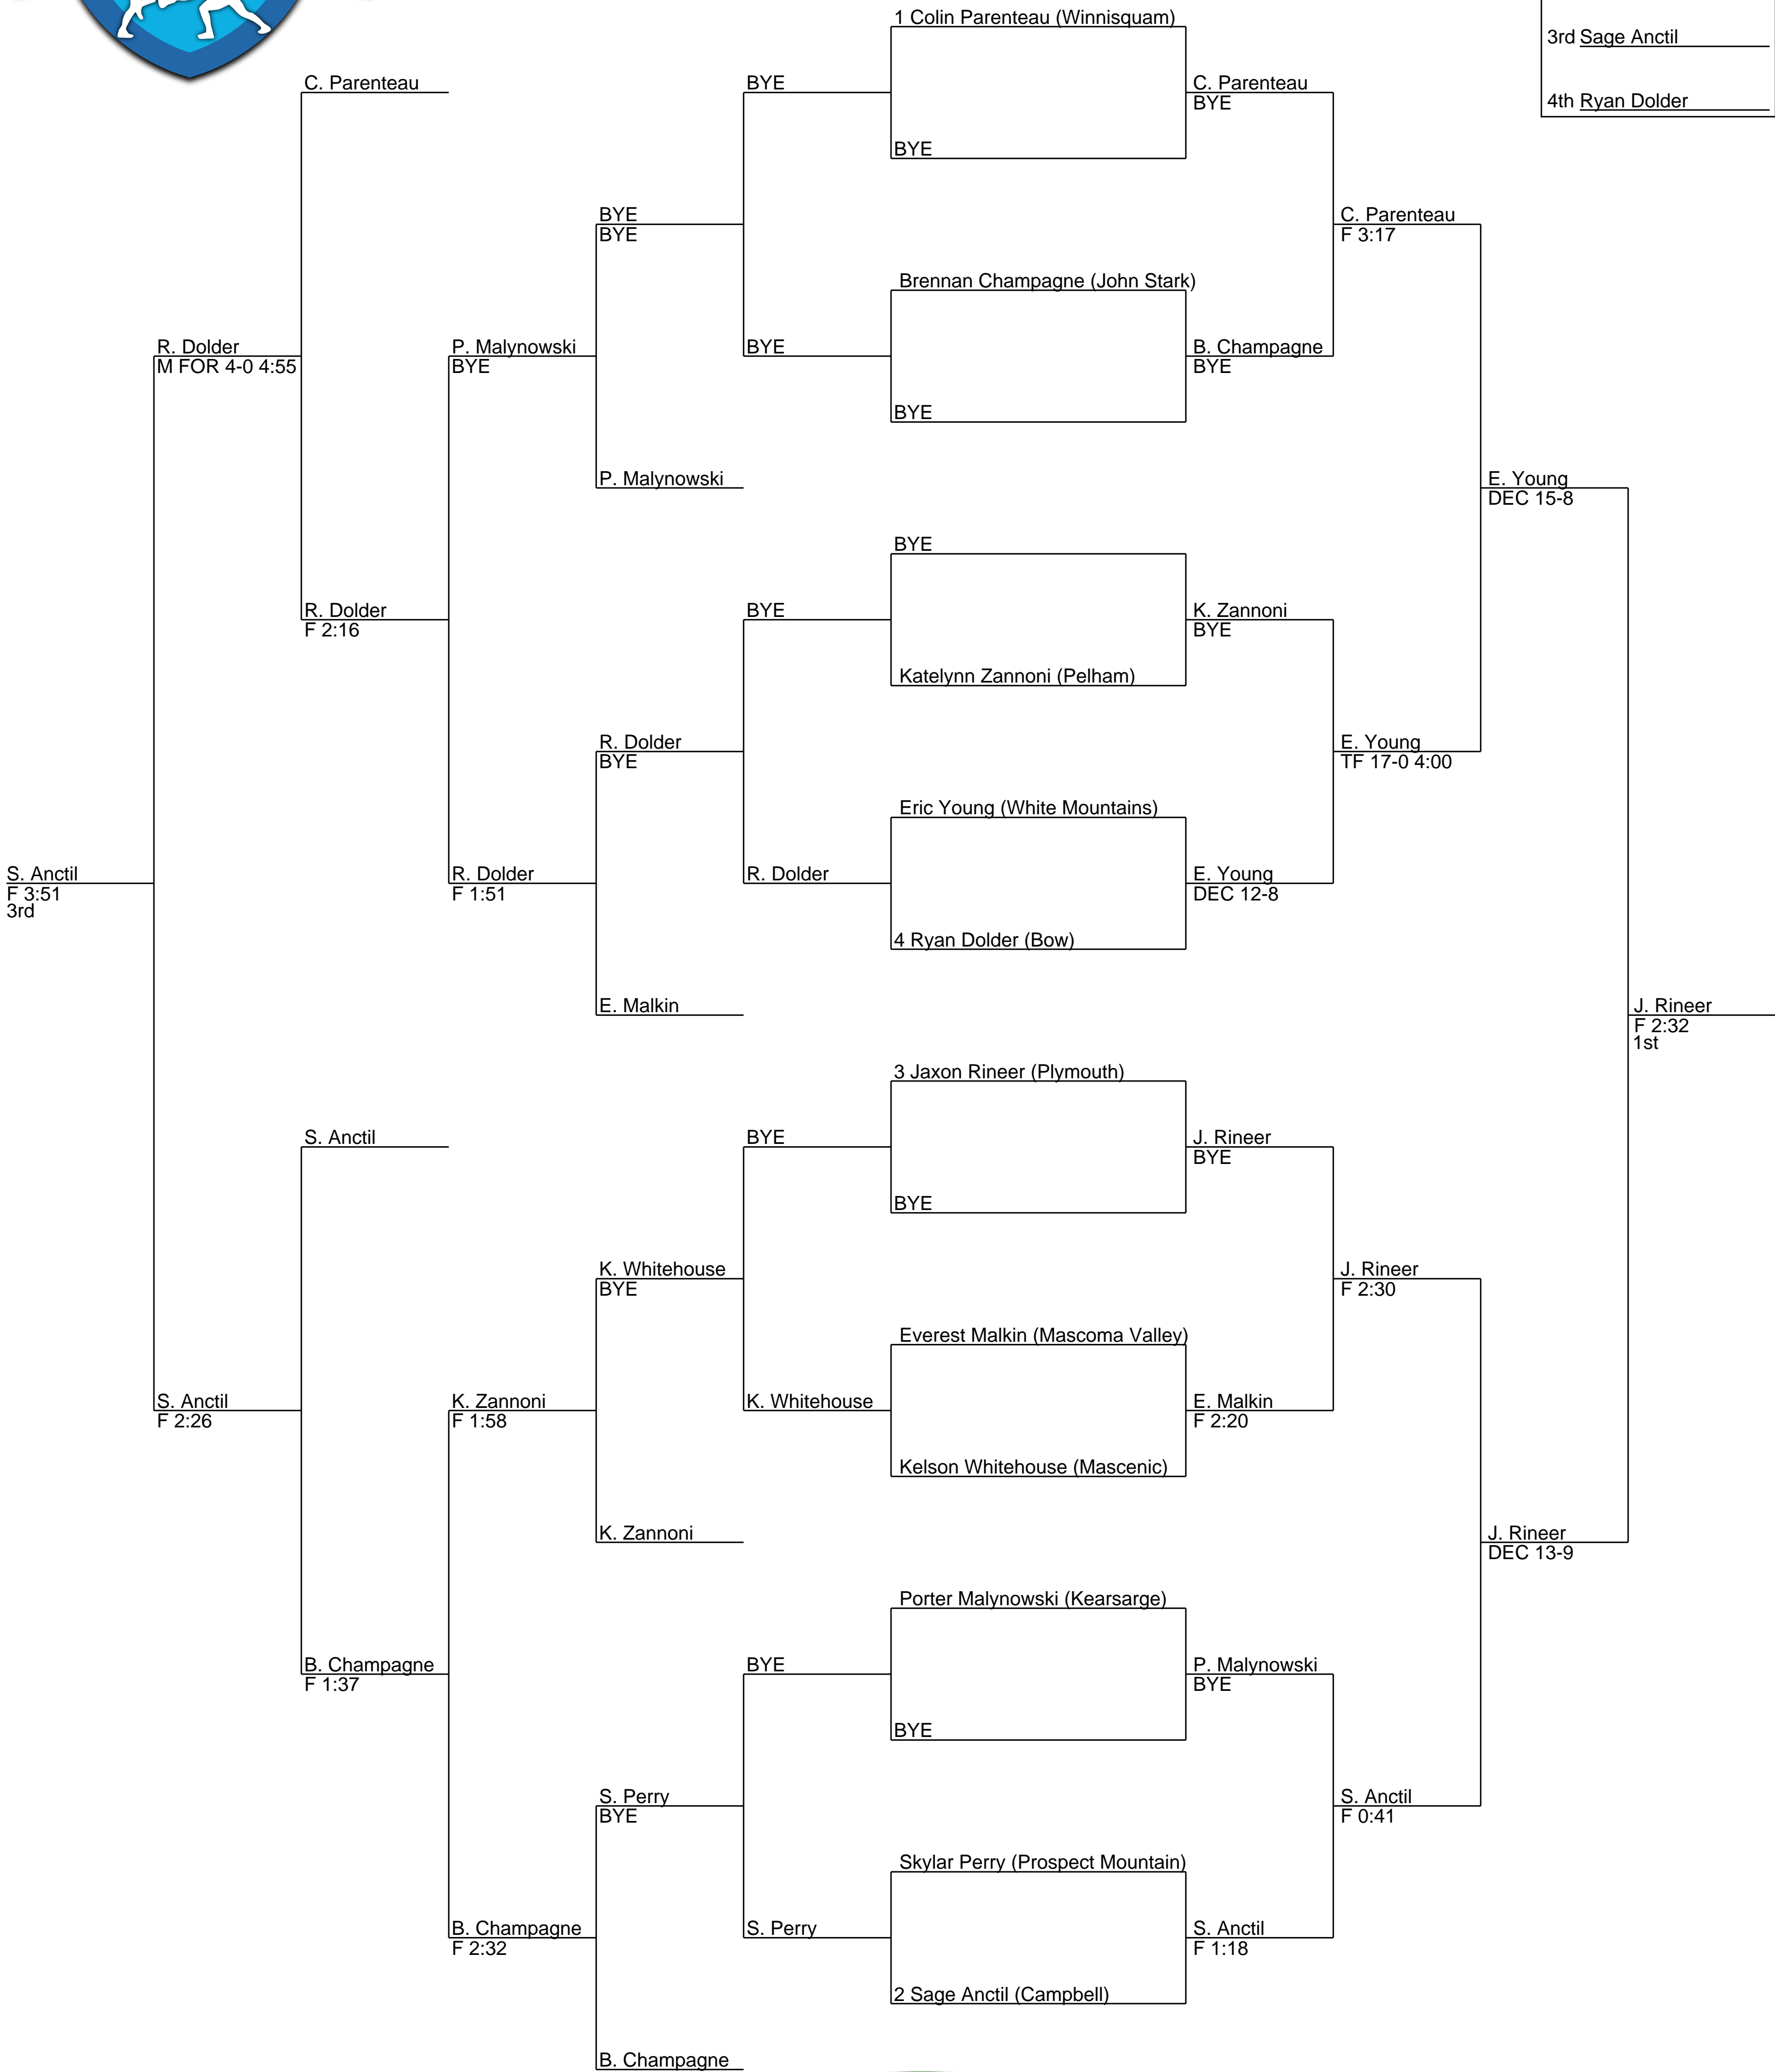 1 Colin Parenteau (Winnisquam)
3rd Sage Anctil
C. Parenteau
BYE
C. Parenteau
BYE
4th Ryan Dolder
BYE
BYE
BYE
C. Parenteau
F 3:17
Brennan Champagne (John Stark)
R. Dolder
M FOR 4-0 4:55
P. Malynowski
BYE
BYE
B. Champagne
BYE
BYE
P. Malynowski
E. Young
DEC 15-8
BYE
R. Dolder
F 2:16
BYE
K. Zannoni
BYE
Katelynn Zannoni (Pelham)
R. Dolder
BYE
E. Young
TF 17-0 4:00
Eric Young (White Mountains)
S. Anctil
F 3:51
3rd
R. Dolder
F 1:51
R. Dolder
E. Young
DEC 12-8
4 Ryan Dolder (Bow)
E. Malkin
J. Rineer
F 2:32
1st
3 Jaxon Rineer (Plymouth)
S. Anctil
BYE
J. Rineer
BYE
BYE
K. Whitehouse
BYE
J. Rineer
F 2:30
Everest Malkin (Mascoma Valley)
S. Anctil
F 2:26
K. Zannoni
F 1:58
K. Whitehouse
E. Malkin
F 2:20
Kelson Whitehouse (Mascenic)
K. Zannoni
J. Rineer
DEC 13-9
Porter Malynowski (Kearsarge)
B. Champagne
F 1:37
BYE
P. Malynowski
BYE
BYE
S. Perry
BYE
S. Anctil
F 0:41
Skylar Perry (Prospect Mountain)
B. Champagne
F 2:32
S. Perry
S. Anctil
F 1:18
2 Sage Anctil (Campbell)
B. Champagne